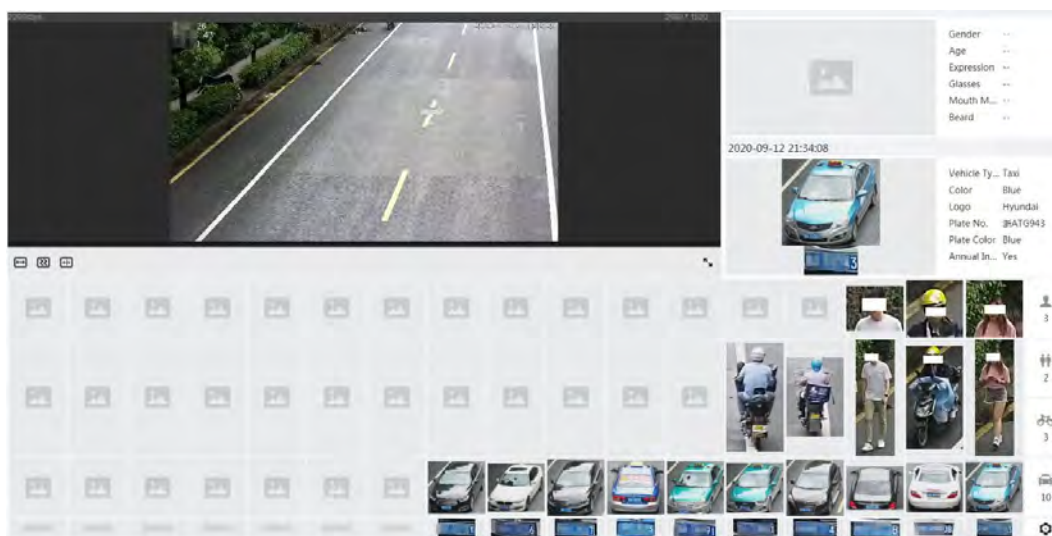 Gender --
Age --
Expression --
Glasses --
Mouth M... --
Beard --
2020-09-12 21:34:08
Vehicle Ty... Taxi
Color Blue
Logo Hyundai
Plate No. ATG943
Plate Color Blue
Annual In... Yes
3
2
3
10